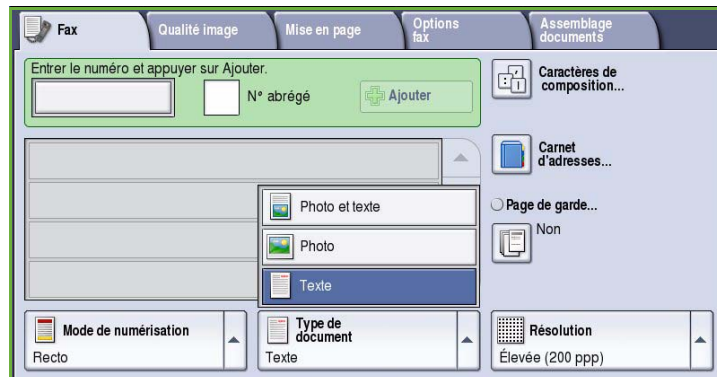 Fax
Qualité image
Mise en page
Options
fax
Assemblage
documents
Entrer le numéro et appuyer sur Ajouter.
N° abrégé
Ajouter
Caractères de
composition...
Carnet
d'adresses...
Photo et texte
Page de garde...
Non
Photo
Texte
Mode de numérisation
Recto
Type de
document
Texte
Résolution
Élevée (200 ppp)